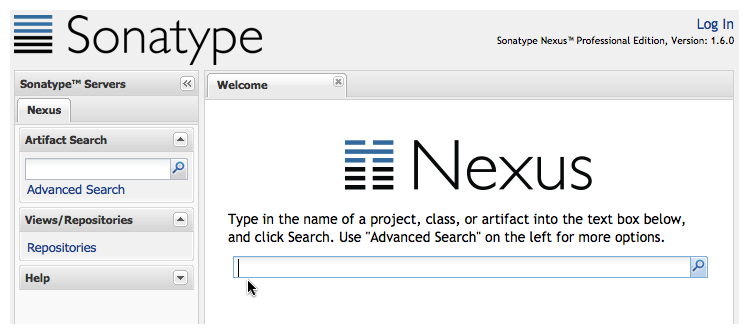 Sonatype
Log In
Sonatype Nexus™ Professional Edition, Version: 1.6.0
Sonatype™ Servers
Nexus
Artifact Search
Advanced Search
Views/Repositories
Repositories
Help
Welcome
Nexus
Type in the name of a project, class, or artifact into the text box below,
and click Search. Use "Advanced Search" on the left for more options.